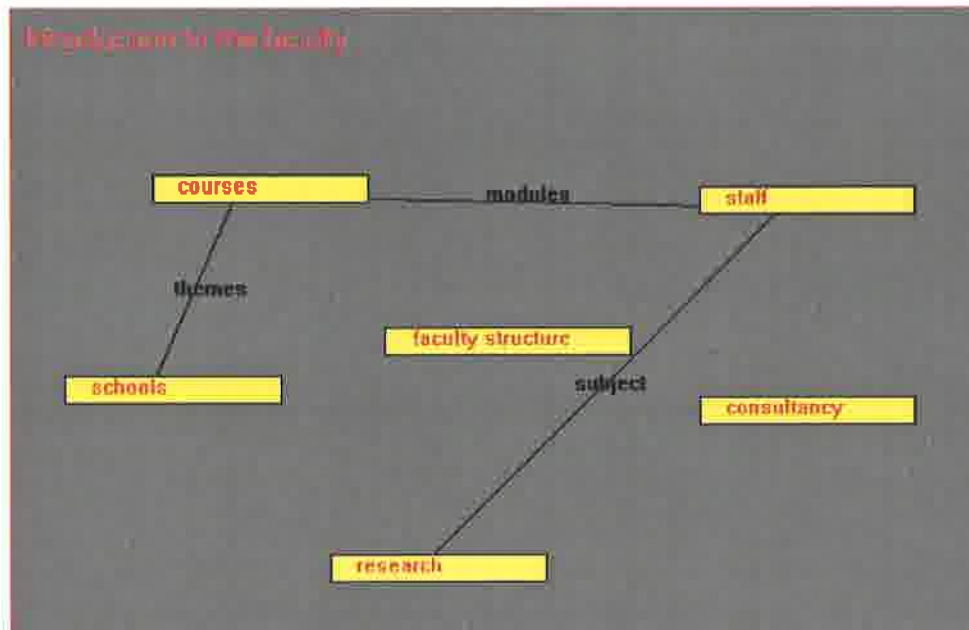 Introduction to the faculty
courses
modules
staff
themes
faculty structure
schools
subject
consultancy
research